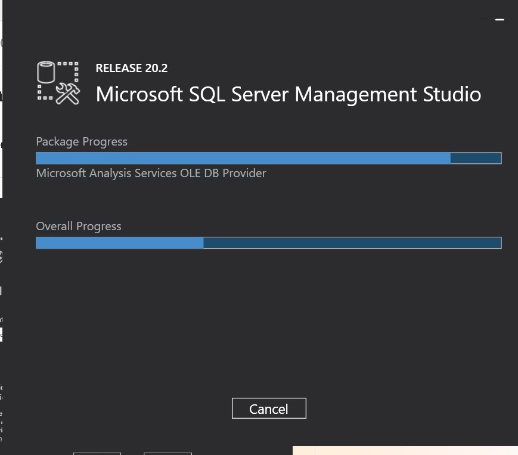 RELEASE 20.2
Microsoft SQL Server Management Studio
Package Progress
Microsoft Analysis Services OLE DB Provider
Overall Progress
Cancel